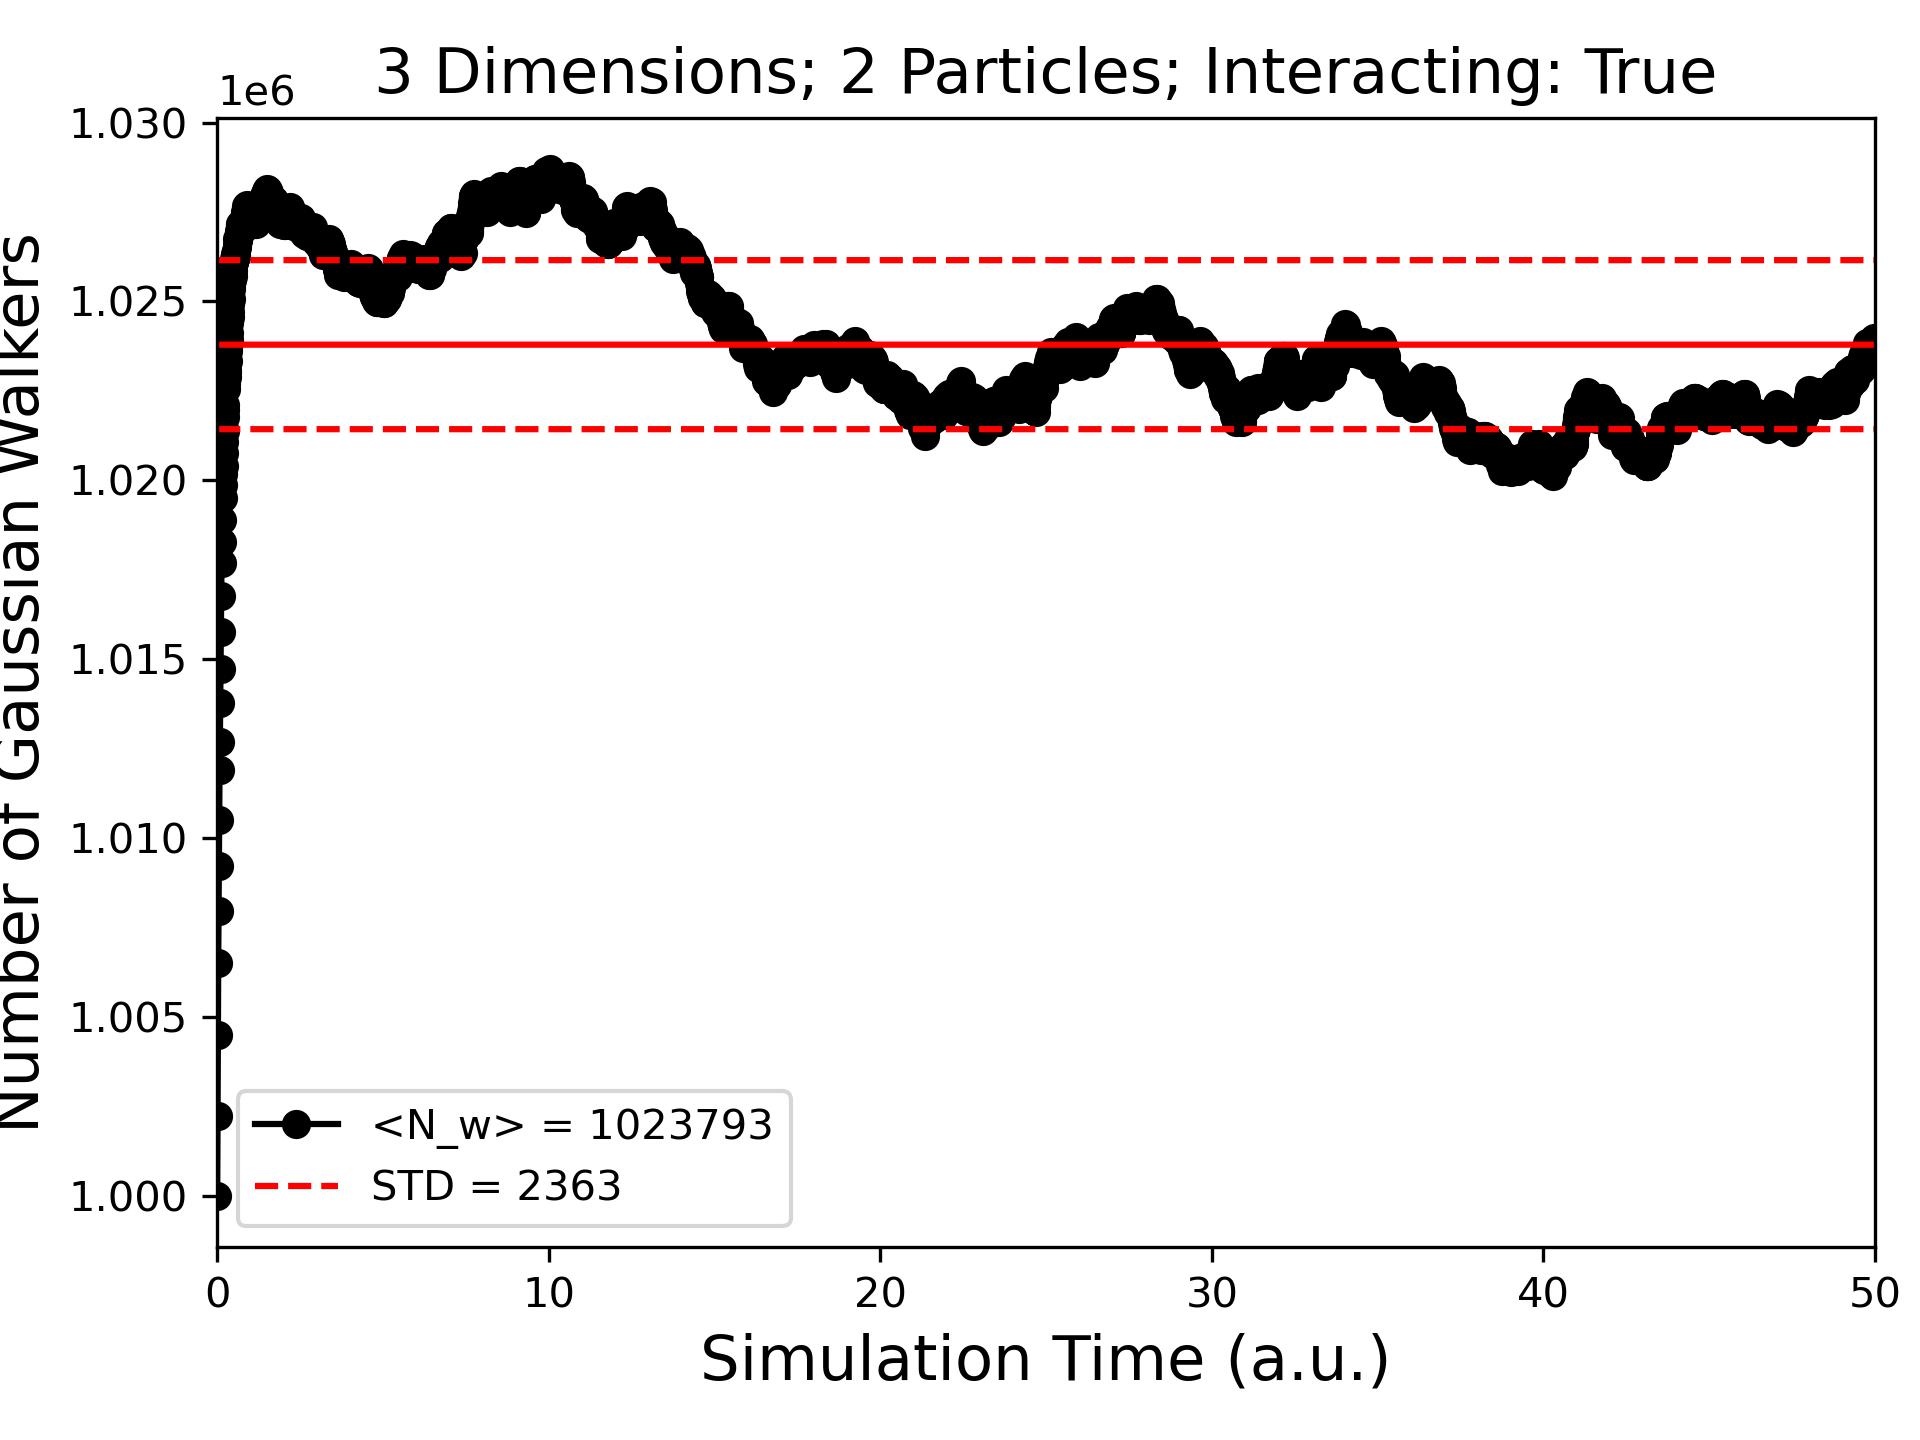 3 Dimensions; 2 Particles; Interacting: True
1e6
1.030
1.025
1.020
1.015
1.010
1.005
1.000
Number of Gaussian Walkers
<N_w> = 1023793
STD = 2363
0 10 20 30 40 50
Simulation Time (a.u.)